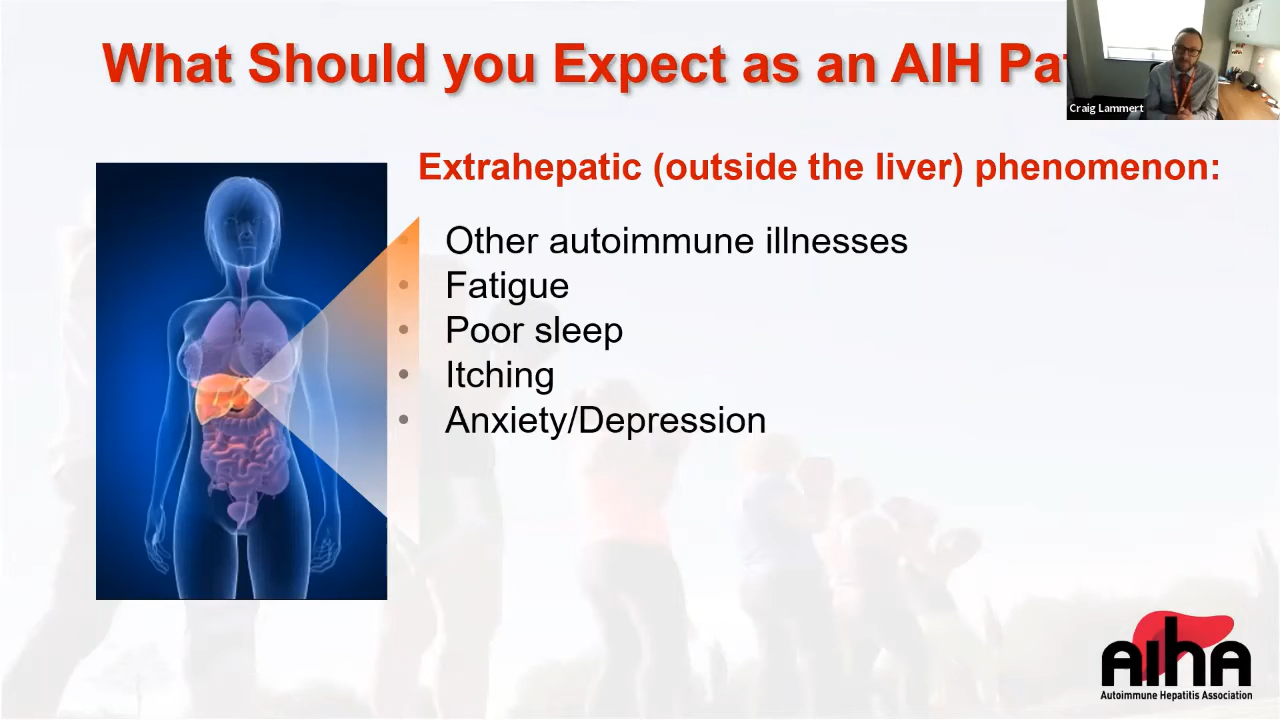 What Should you Expect as an AIH Pat
Craig Lammert
Extrahepatic (outside the liver) phenomenon:
• Other autoimmune illnesses
• Fatigue
• Poor sleep
• Itching
• Anxiety/Depression
AIHA
Autoimmune Hepatitis Association